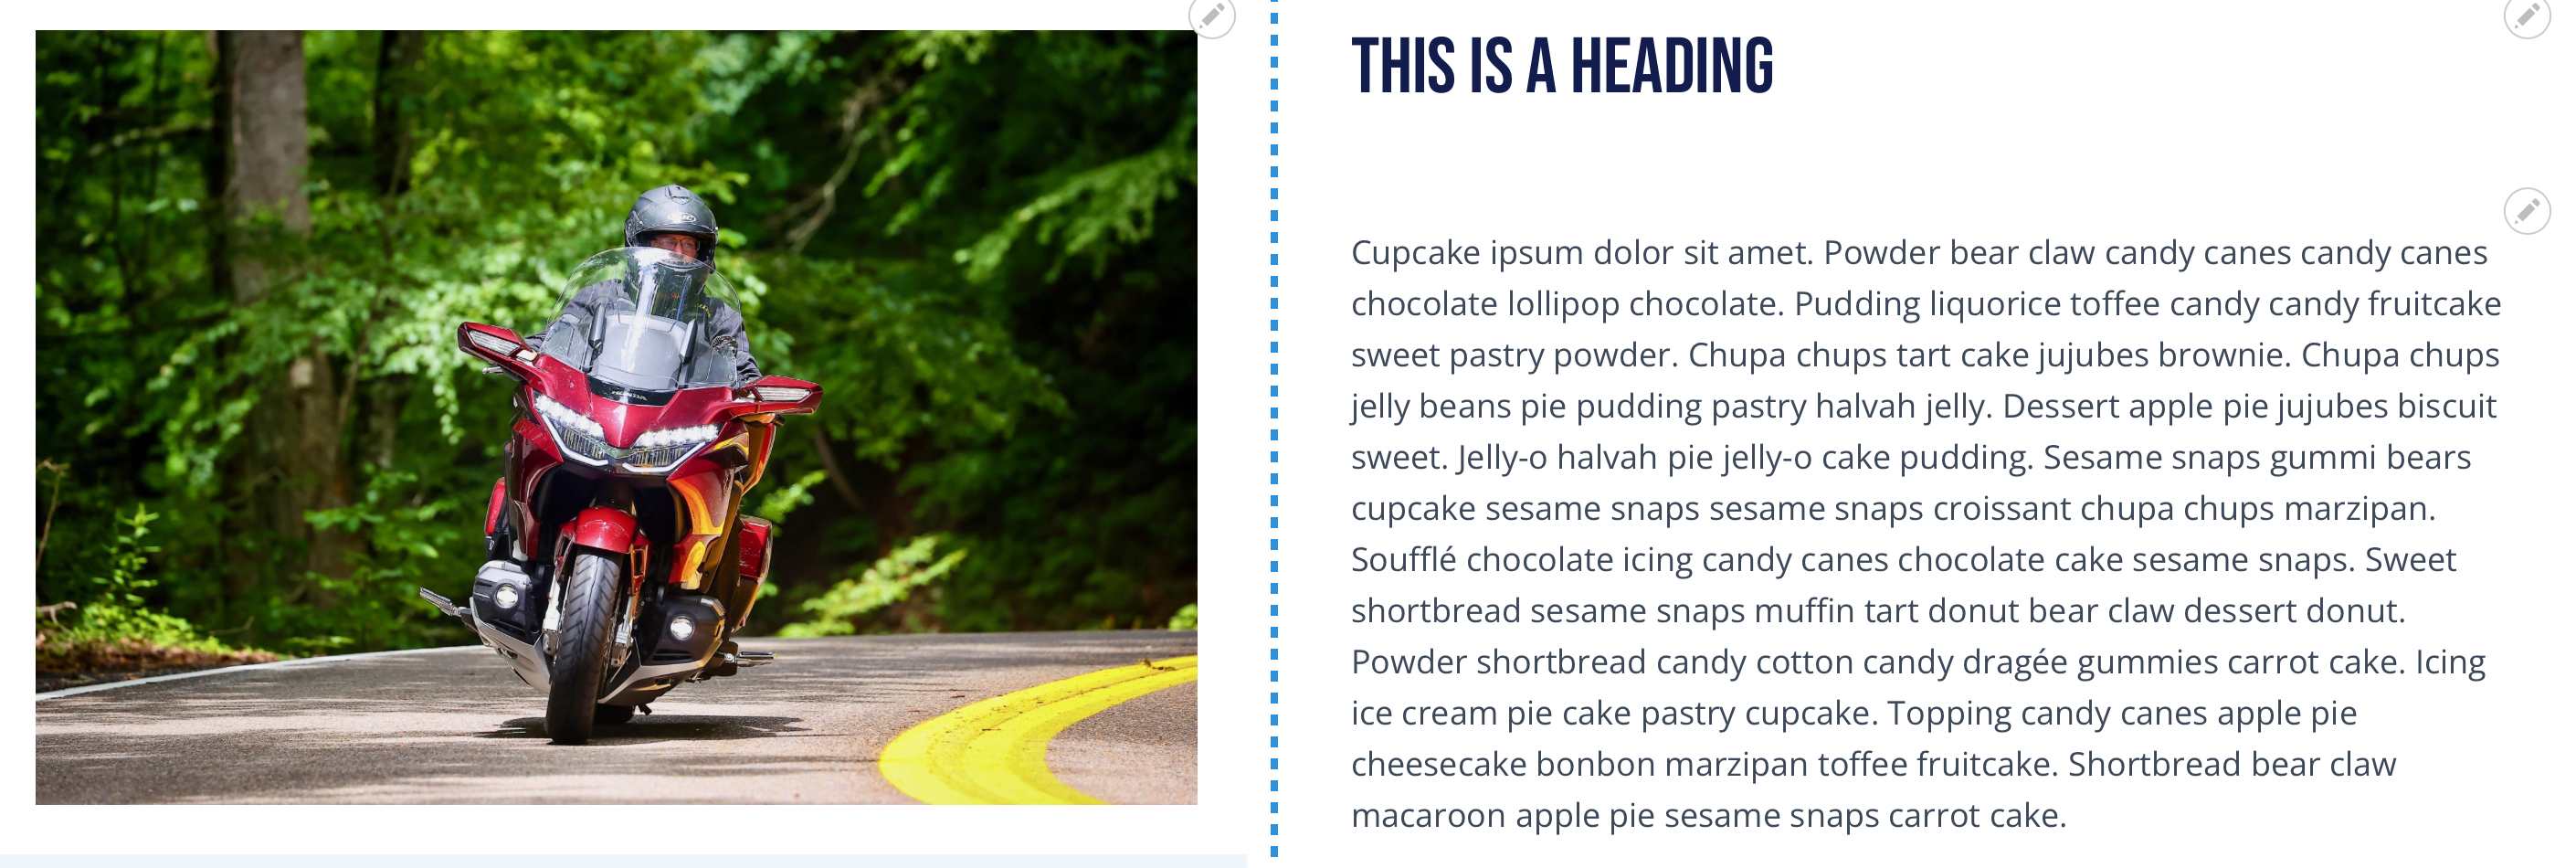 THIS IS A HEADING
Cupcake ipsum dolor sit amet. Powder bear claw candy canes candy canes
chocolate lollipop chocolate. Pudding liquorice toffee candy candy fruitcake
sweet pastry powder. Chupa chups tart cake jujubes brownie. Chupa chups
jelly beans pie pudding pastry halvah jelly. Dessert apple pie jujubes biscuit
sweet. Jelly-o halvah pie jelly-o cake pudding. Sesame snaps gummi bears
cupcake sesame snaps sesame snaps croissant chupa chups marzipan.
Soufflé chocolate icing candy canes chocolate cake sesame snaps. Sweet
shortbread sesame snaps muffin tart donut bear claw dessert donut.
Powder shortbread candy cotton candy dragée gummies carrot cake. Icing
ice cream pie cake pastry cupcake. Topping candy canes apple pie
cheesecake bonbon marzipan toffee fruitcake. Shortbread bear claw
macaroon apple pie sesame snaps carrot cake.
HONDA